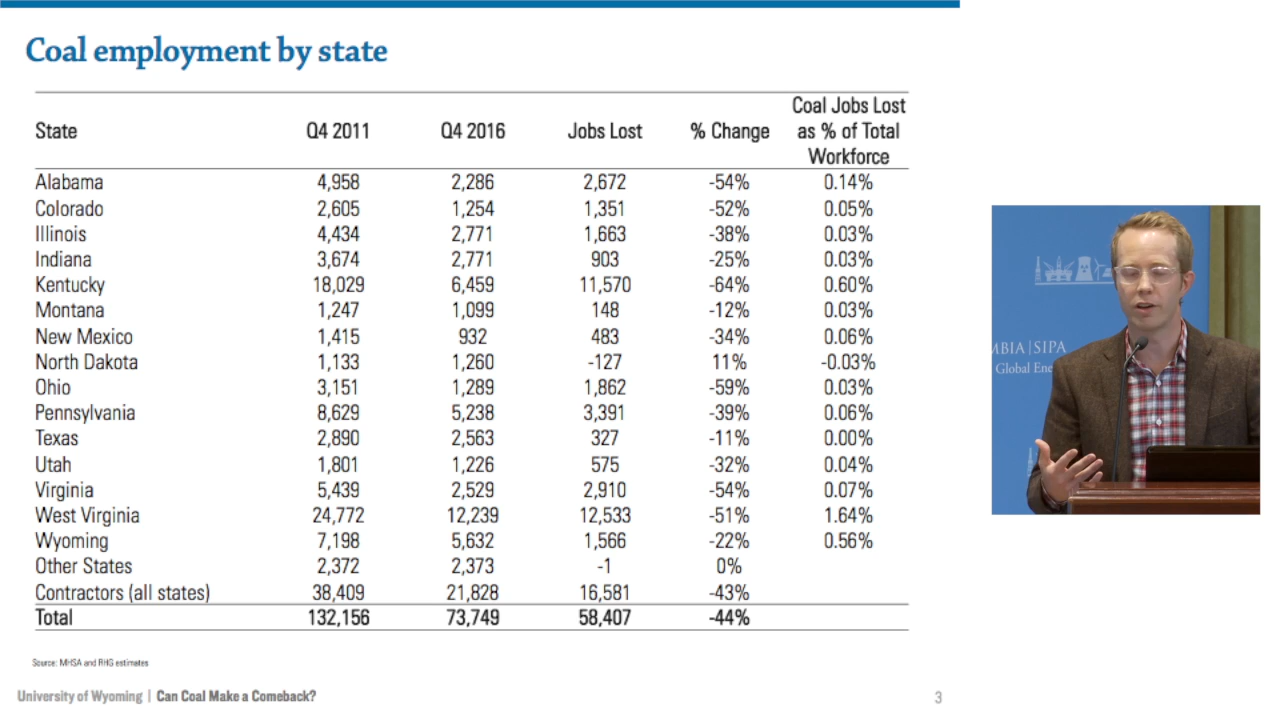 Coal employment by state
State Q4 2011 Q4 2016 Jobs Lost % Change Coal Jobs Lost as % of Total Workforce
Alabama 4,958 2,286 2,672 -54% 0.14%
Colorado 2,605 1,254 1,351 -52% 0.05%
Illinois 4,434 2,771 1,663 -38% 0.03%
Indiana 3,674 2,771 903 -25% 0.03%
Kentucky 18,029 6,459 11,570 -64% 0.60%
Montana 1,247 1,099 148 -12% 0.03%
New Mexico 1,415 932 483 -34% 0.06%
North Dakota 1,133 1,260 -127 11% -0.03%
Ohio 3,151 1,289 1,862 -59% 0.03%
Pennsylvania 8,629 5,238 3,391 -39% 0.06%
Texas 2,890 2,563 327 -11% 0.00%
Utah 1,801 1,226 575 -32% 0.04%
Virginia 5,439 2,529 2,910 -54% 0.07%
West Virginia 24,772 12,239 12,533 -51% 1.64%
Wyoming 7,198 5,632 1,566 -22% 0.56%
Other States 2,372 2,373 -1 0%
Contractors (all states) 38,409 21,828 16,581 -43%
Total 132,156 73,749 58,407 -44%
Source: MHSA and RHG estimates
University of Wyoming | Can Coal Make a Comeback?
3
MBIA | SIPA
Global Ene